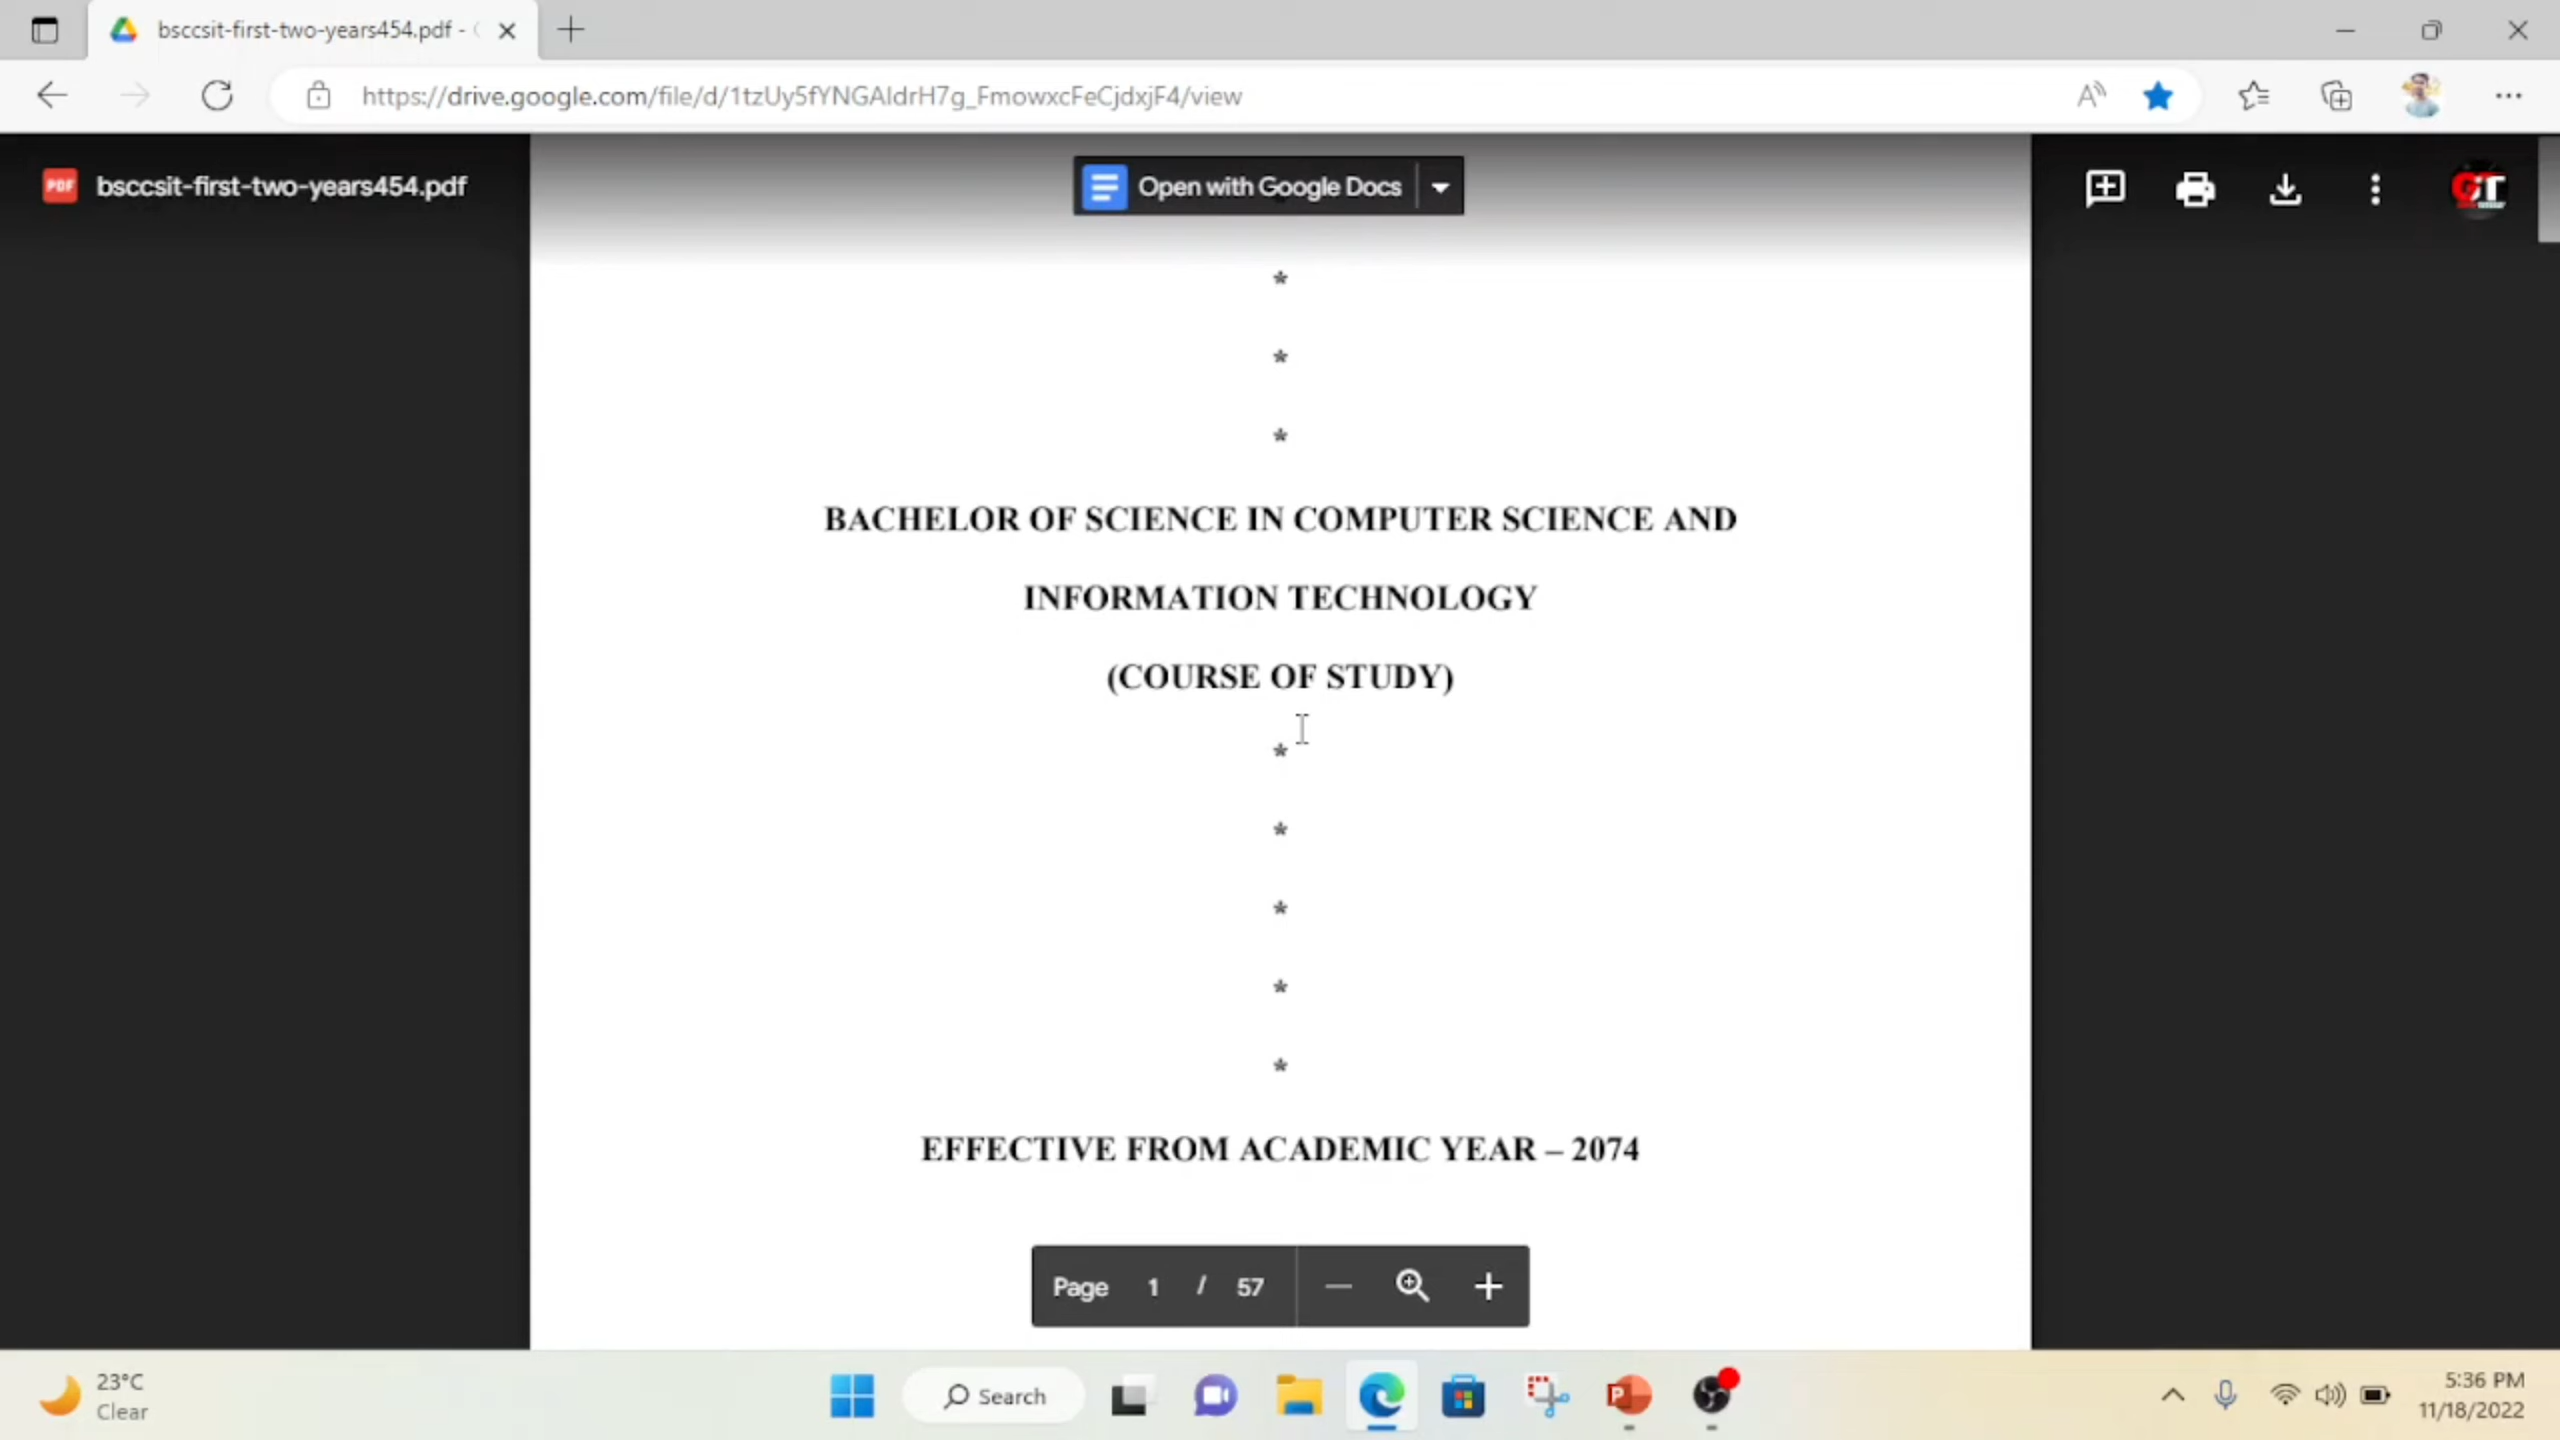 bsccsit-first-two-years454.pdf -
https://drive.google.com/file/d/1tzUy5fYNGAldrH7g_FmowxcFeCjdxjF4/view
PDF bsccsit-first-two-years454.pdf
Open with Google Docs
*
*
*
BACHELOR OF SCIENCE IN COMPUTER SCIENCE AND
INFORMATION TECHNOLOGY
(COURSE OF STUDY)
*
*
*
*
*
EFFECTIVE FROM ACADEMIC YEAR – 2074
Page 1 / 57
23°C
Clear
Search
5:36 PM
11/18/2022